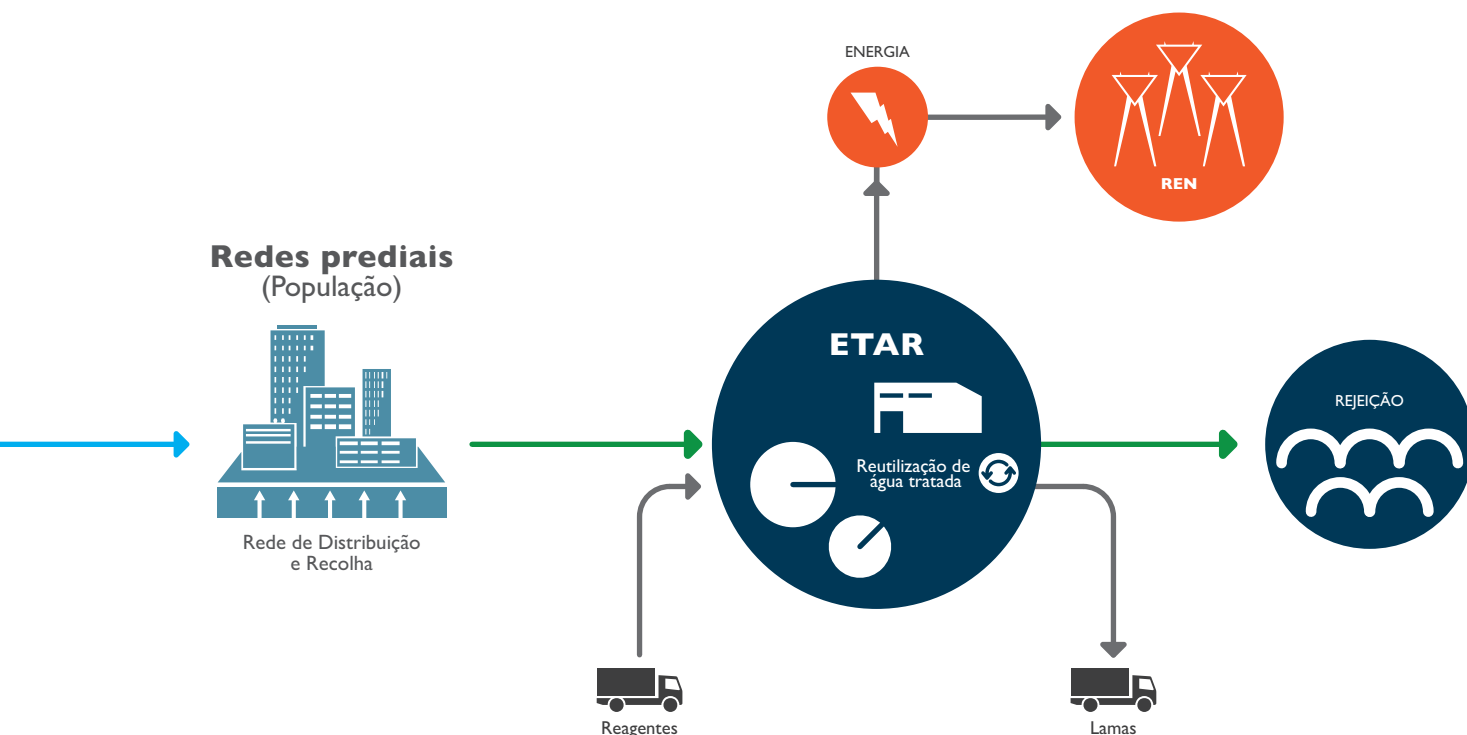 ENERGIA
REN
Redes prediais
(População)
Rede de Distribuição
e Recolha
ETAR
Reutilização de
água tratada
REJEIÇÃO
Reagentes
Lamas